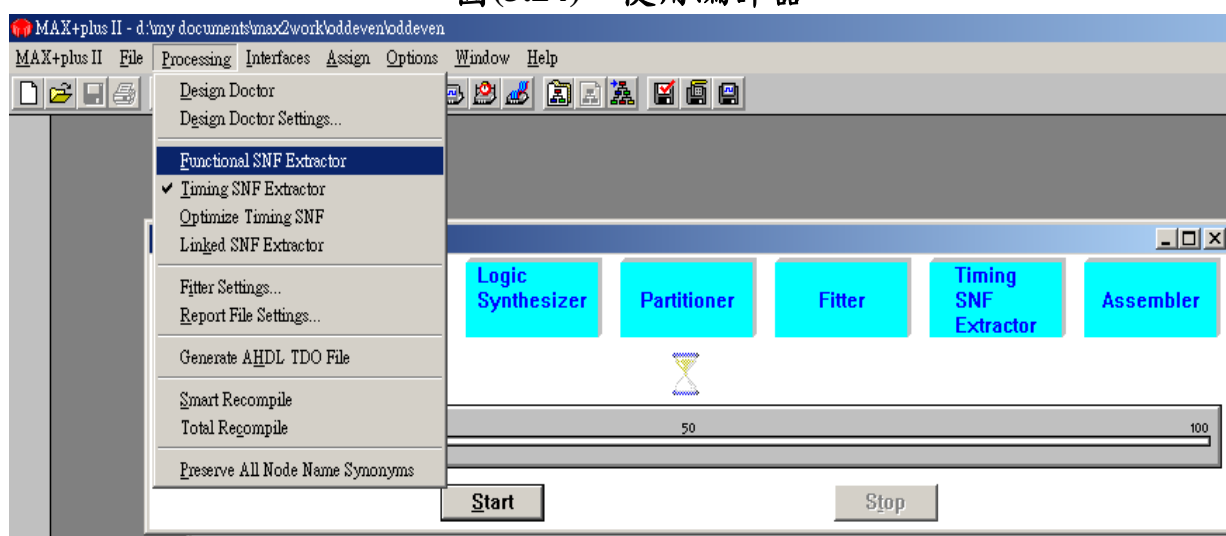 MAX+plus II - d:\my documents\max2work\oddeven\oddeven
MAX+plus II File Processing Interfaces Assign Options Window Help
Design Doctor
Design Doctor Settings...
Functional SNF Extractor
Timing SNF Extractor
Optimize Timing SNF
Linked SNF Extractor
Fitter Settings...
Report File Settings...
Generate AHDL TDO File
Smart Recompile
Total Recompile
Preserve All Node Name Synonyms
Logic
Synthesizer
Partitioner
Fitter
Timing
SNF
Extractor
Assembler
50
100
Start
Stop